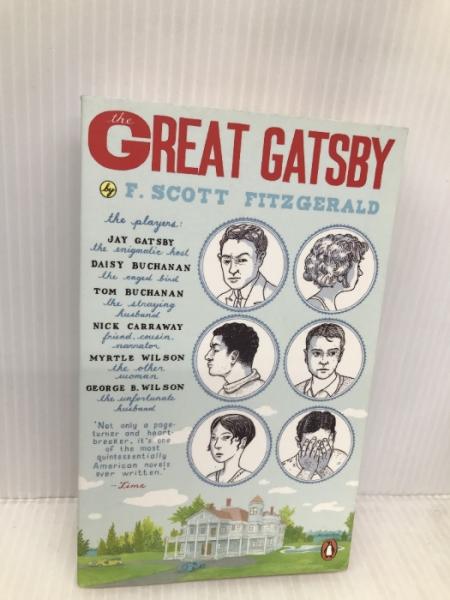 the
GREAT GATSBY
by F. SCOTT FITZGERALD
the players:
JAY GATSBY
the enigmatic host
DAISY BUCHANAN
the caged bird
TOM BUCHANAN
the straying
husband
NICK CARRAWAY
friend, cousin,
narrator
MYRTLE WILSON
the other
woman
GEORGE B. WILSON
the unfortunate
husband
'Not only a page-
turner and heart-
breaker, it's one
of the most
quintessentially
American novels
ever written.'
—Time